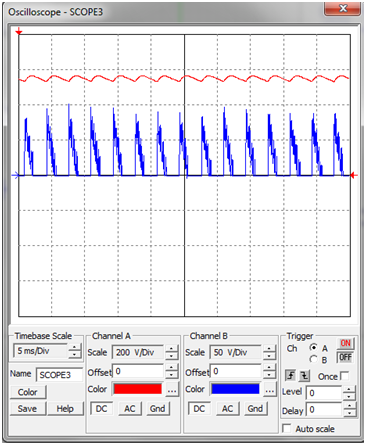 Oscilloscope - SCOPE3
Timebase Scale
5 ms/Div
Name SCOPE3
Color
Save Help
Channel A
Scale 200 V/Div
Offset 0
Color ...
DC AC Gnd
Channel B
Scale 50 V/Div
Offset 0
Color ...
DC AC Gnd
Trigger
Ch A ON
B OFF
Once
Level 0
Delay 0
Auto scale